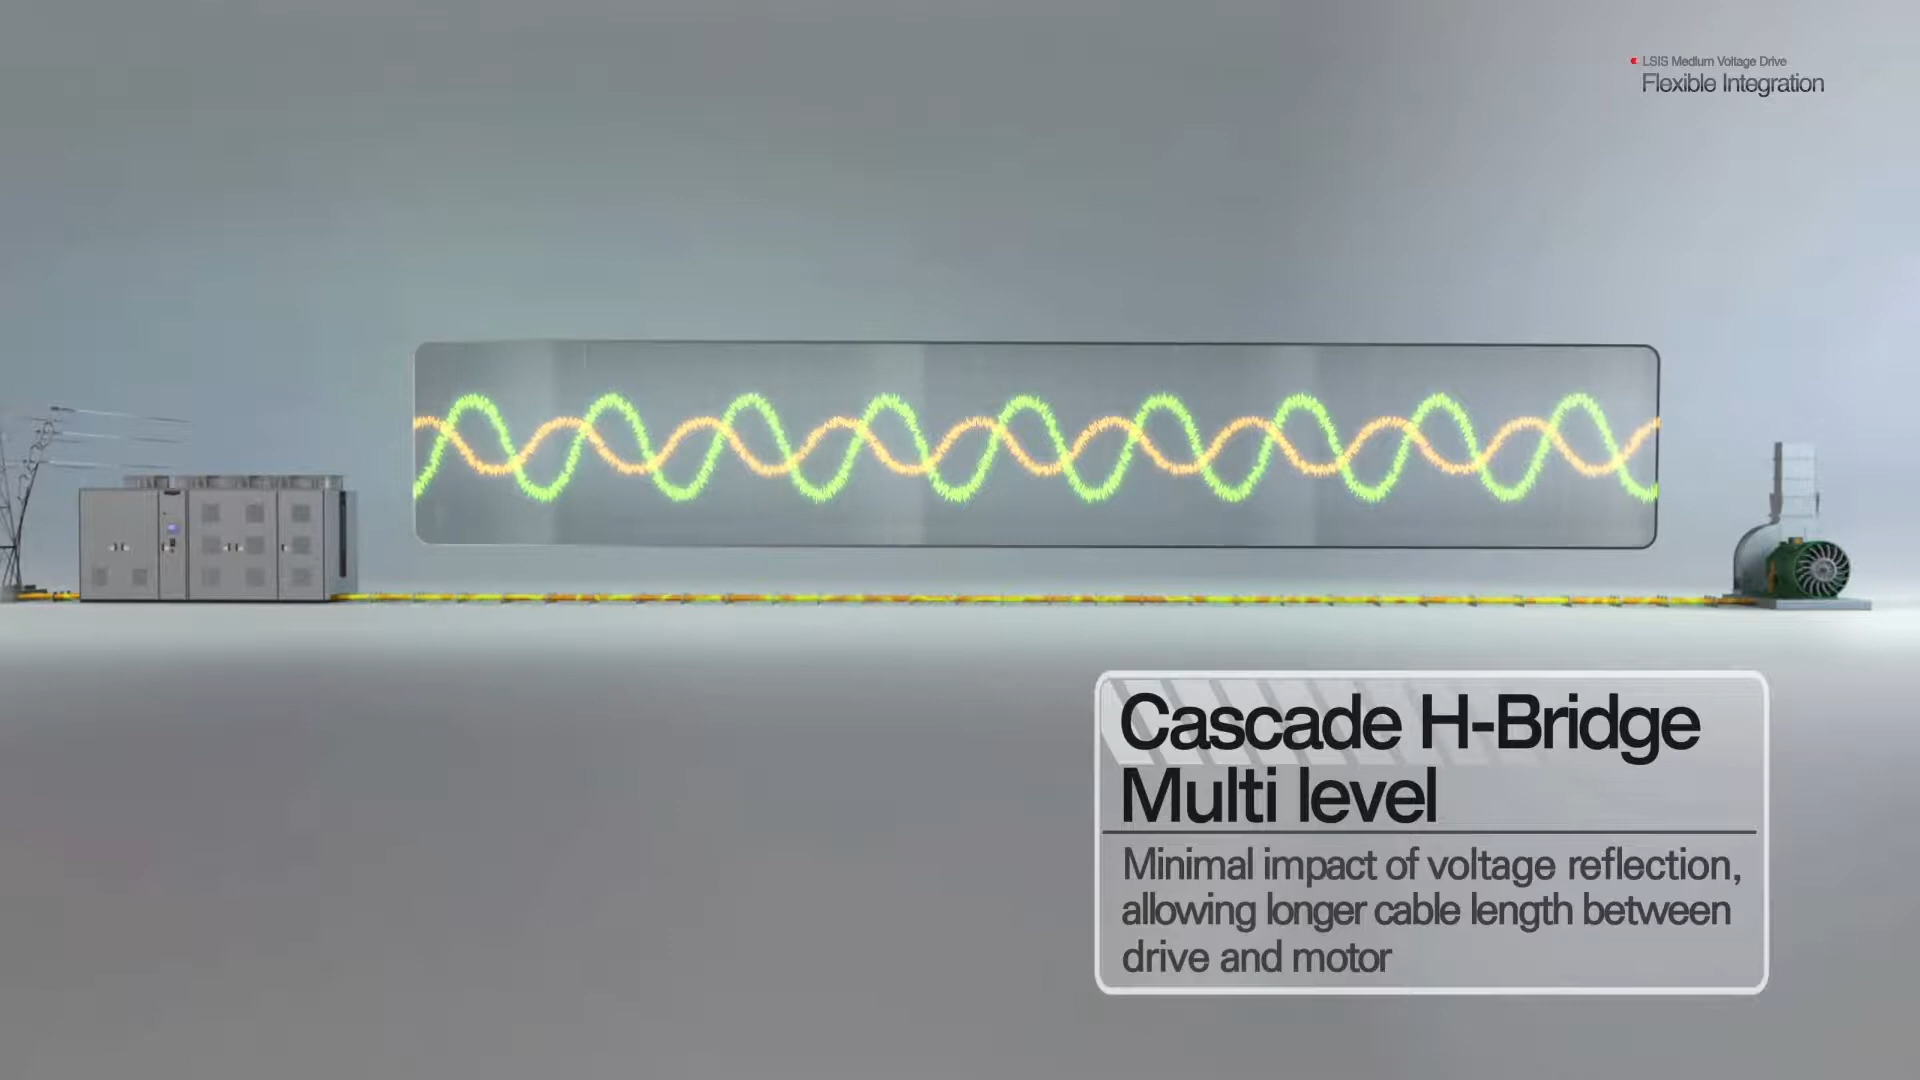 LSIS Medium Voltage Drive
Flexible Integration
Cascade H-Bridge
Multi level
Minimal impact of voltage reflection,
allowing longer cable length between
drive and motor